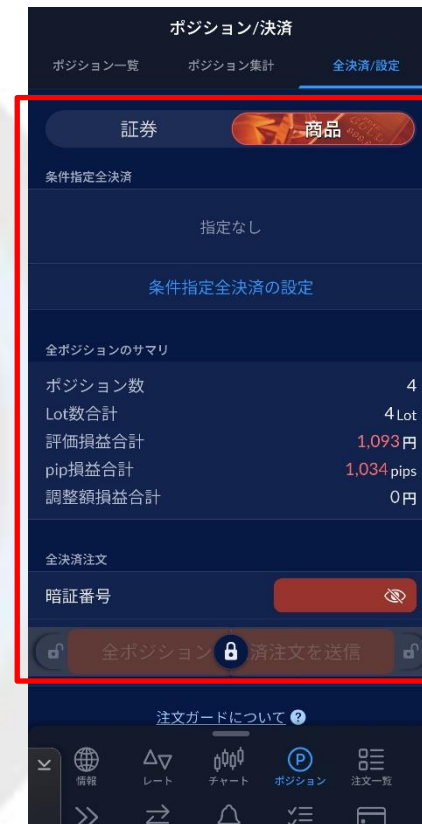 ポジション/決済
ポジション一覧 ポジション集計 全決済/設定
証券 商品
条件指定全決済
指定なし
条件指定全決済の設定
全ポジションのサマリ
ポジション数 4
Lot数合計 4 Lot
評価損益合計 1,093 円
pip損益合計 1,034 pips
調整額損益合計 0 円
全決済注文
暗証番号
全ポジション 済注文を送信
注文ガードについて ?
情報 レート チャート P ポジション 注文一覧